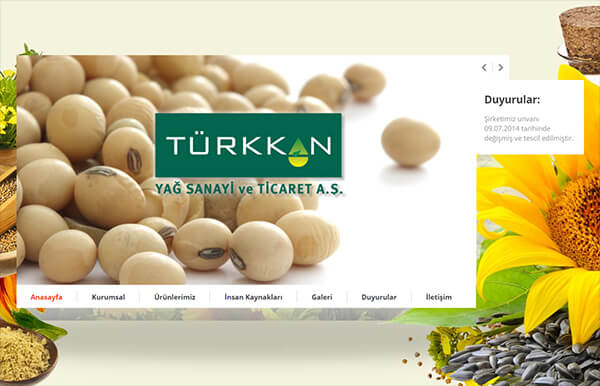 Duyurular:
Şirketimiz unvanı
09.07.2014 tarihinde
değişmiş ve tescil edilmiştir.
TÜRKKAN
YAĞ SANAYİ ve TİCARET A.Ş.
Anasayfa Kurumsal Ürünlerimiz İnsan Kaynakları Galeri Duyurular İletişim